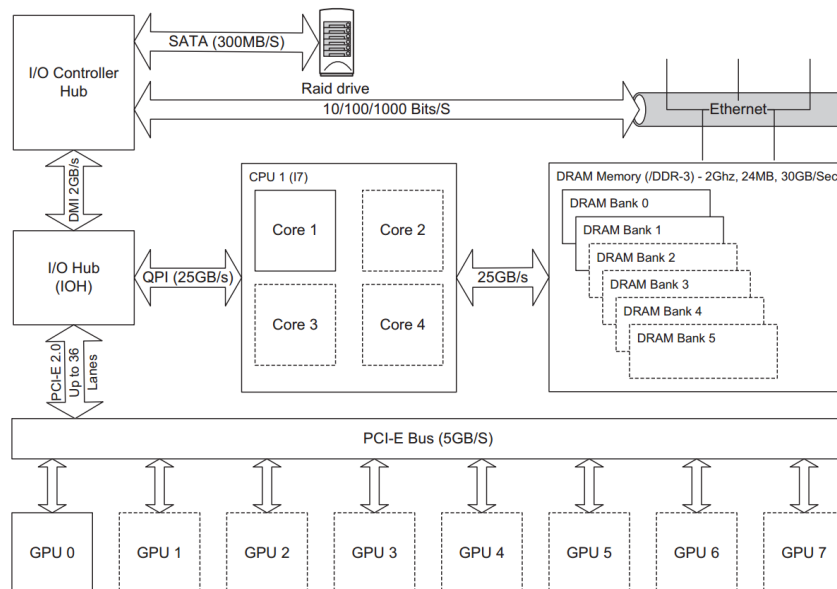 SATA (300MB/S)
I/O Controller
Hub
Raid drive
10/100/1000 Bits/S
Ethernet
DMI 2GB/s
CPU 1 (I7)
Core 1
Core 2
Core 3
Core 4
DRAM Memory (/DDR-3) - 2Ghz, 24MB, 30GB/Sec
DRAM Bank 0
DRAM Bank 1
DRAM Bank 2
DRAM Bank 3
DRAM Bank 4
DRAM Bank 5
I/O Hub
(IOH)
QPI (25GB/s)
25GB/s
PCI-E 2.0
Up to 36
Lanes
PCI-E Bus (5GB/S)
GPU 0
GPU 1
GPU 2
GPU 3
GPU 4
GPU 5
GPU 6
GPU 7